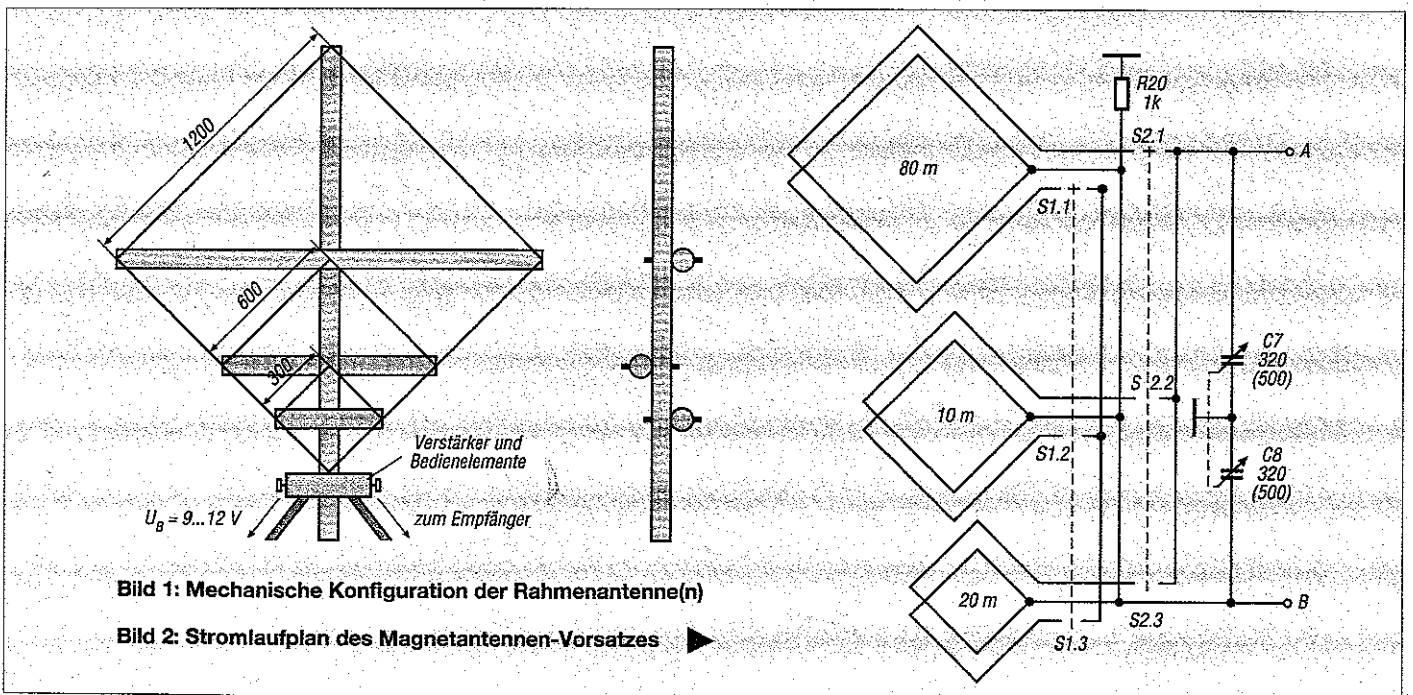 1200
600
300
Verstärker und
Bedienelemente
U_B = 9...12 V
zum Empfänger
Bild 1: Mechanische Konfiguration der Rahmenantenne(n)
Bild 2: Stromlaufplan des Magnetantennen-Vorsatzes
R20
1k
S2.1
A
80 m
S1.1
C7
320
(500)
S2.2
10 m
S1.2
C8
320
(500)
20 m
B
S2.3
S1.3